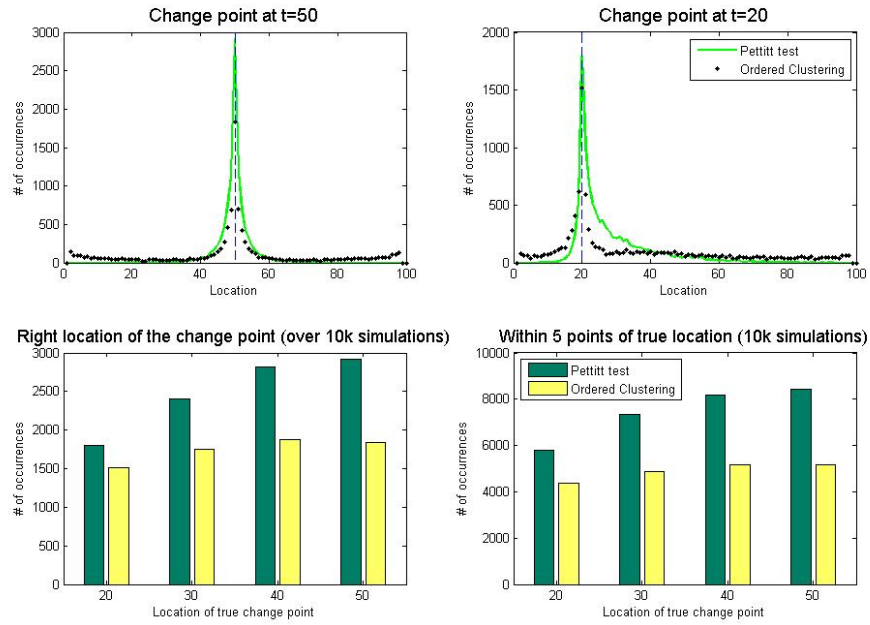 Change point at t=50
3000
2500
2000
1500
1000
500
0
# of occurrences
0 20 40 60 80 100
Location
Change point at t=20
2000
1500
1000
500
0
# of occurrences
0 20 40 60 80 100
Location
Pettitt test
Ordered Clustering
Right location of the change point (over 10k simulations)
3000
2500
2000
1500
1000
500
0
# of occurrences
20 30 40 50
Location of true change point
Within 5 points of true location (10k simulations)
10000
8000
6000
4000
2000
0
# of occurrences
20 30 40 50
Location of true change point
Pettitt test
Ordered Clustering